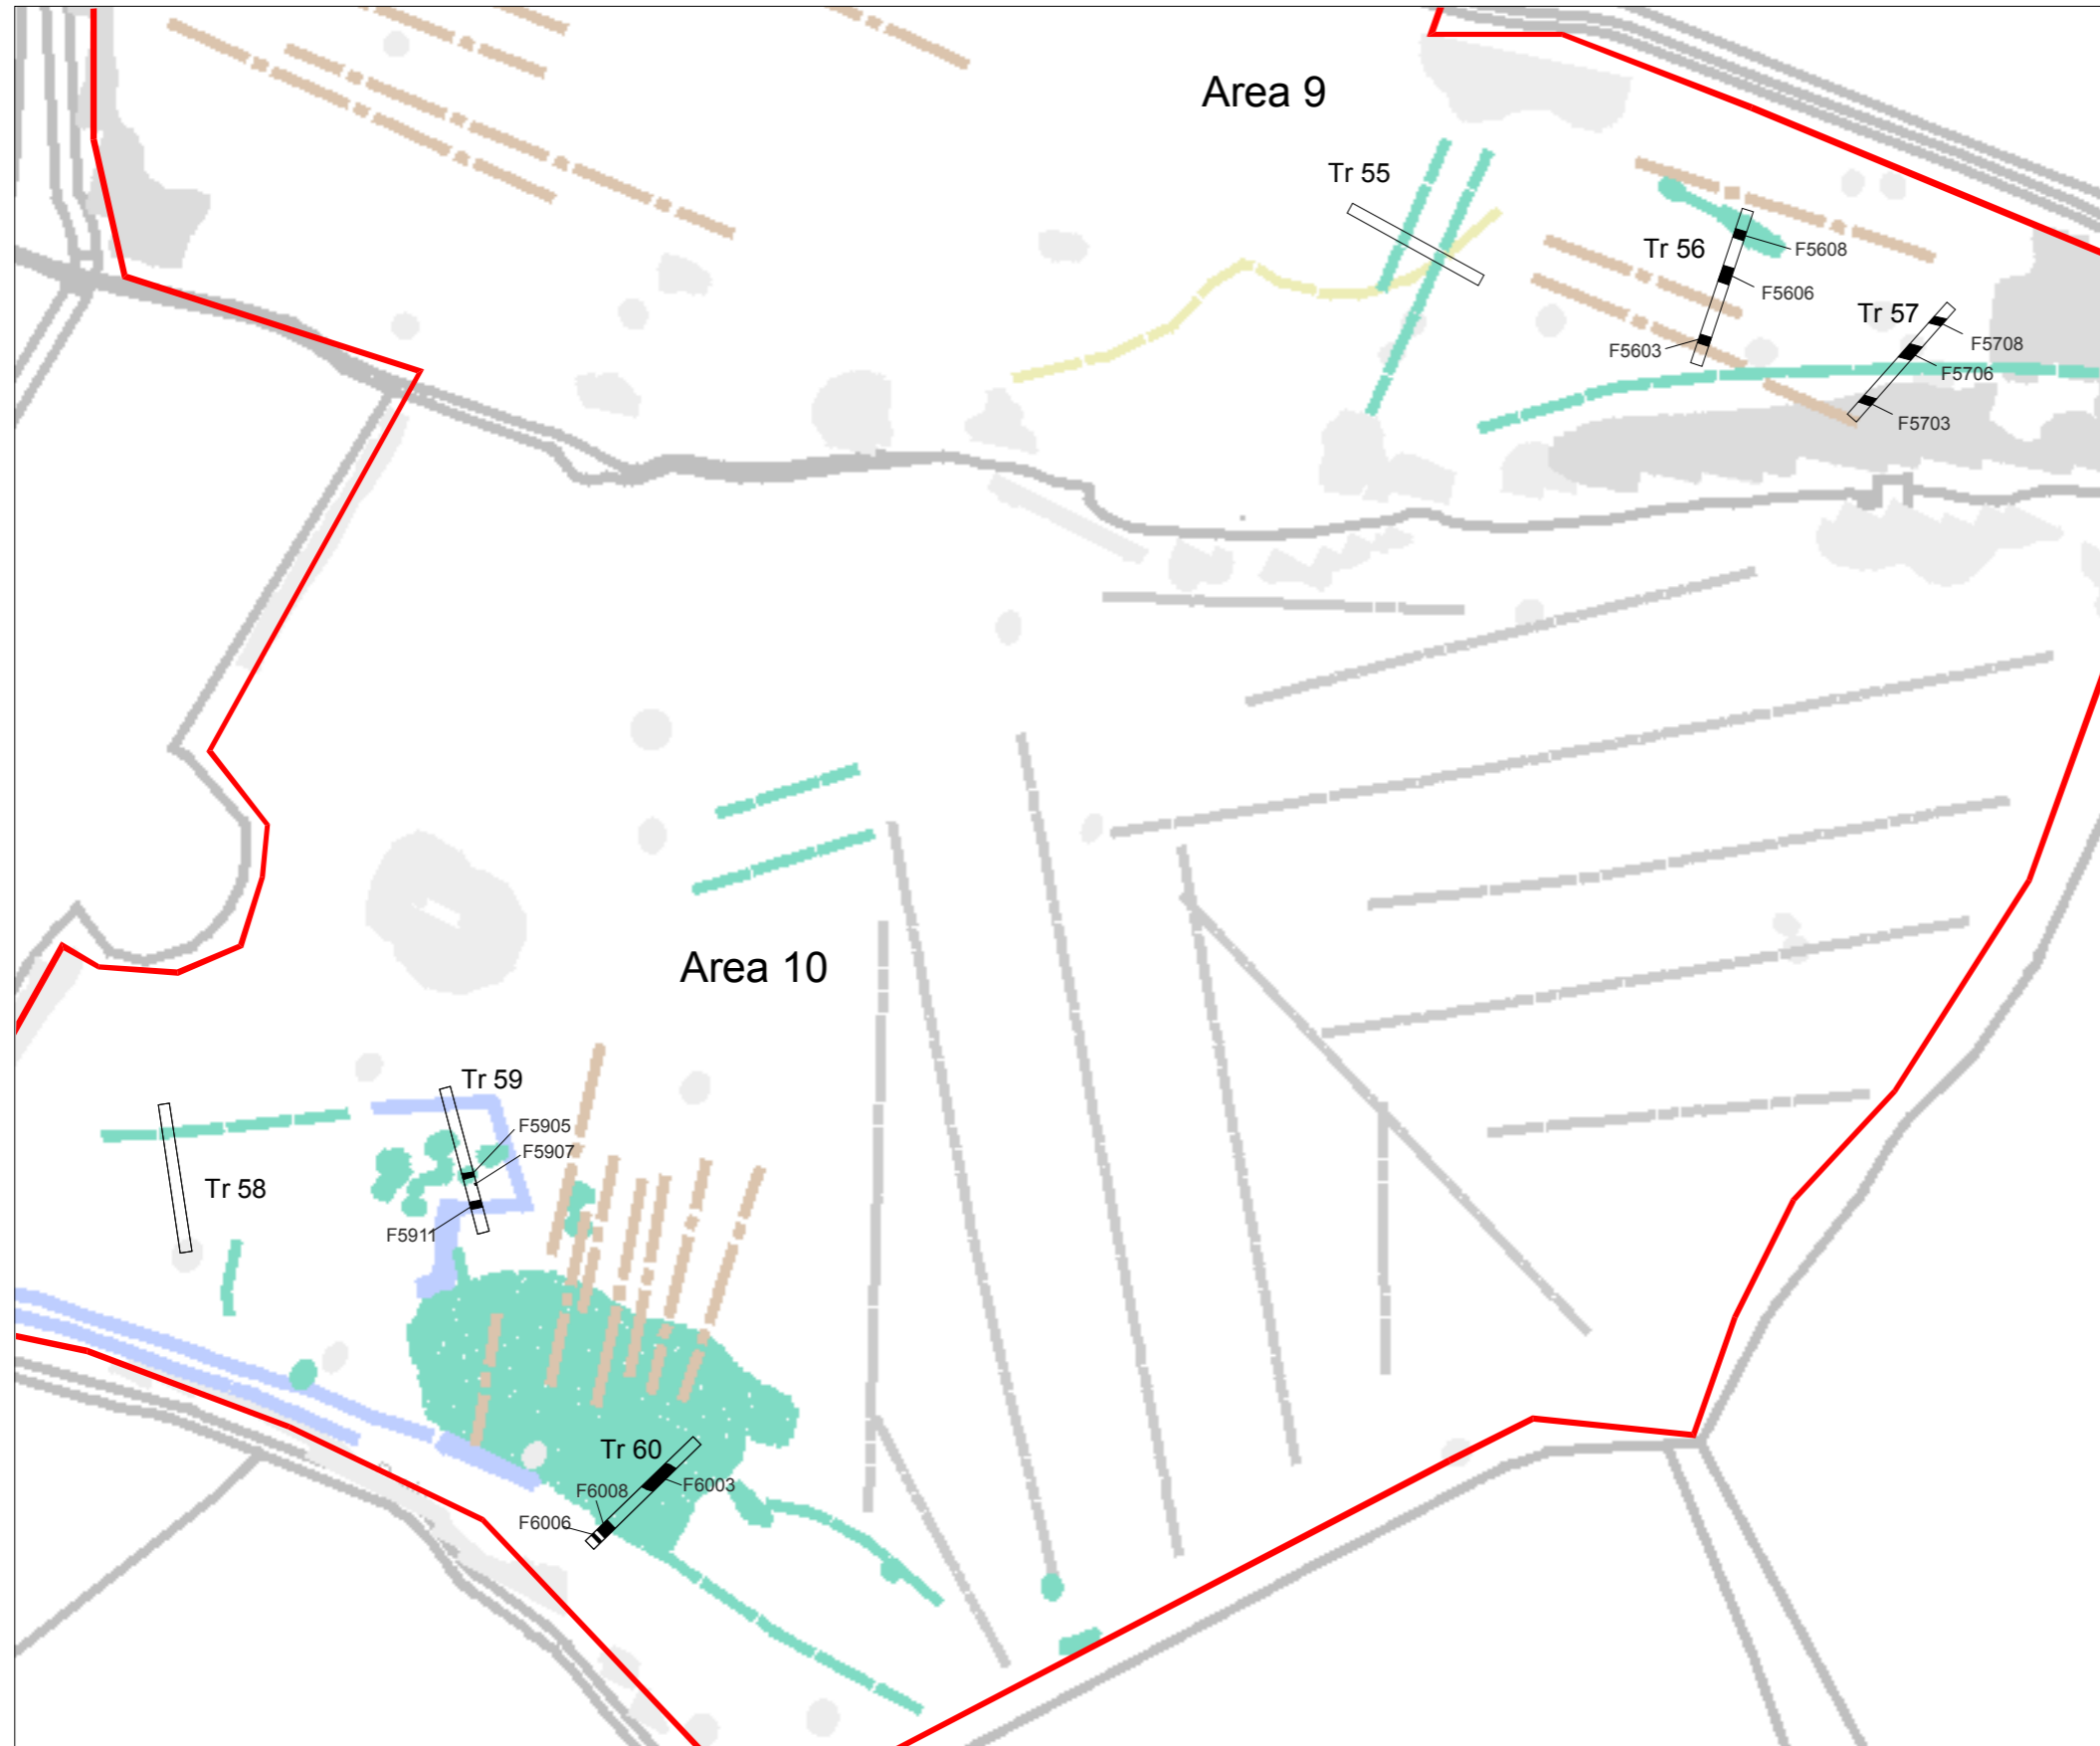 Area 9
Tr 55
Tr 56
F5608
F5606
F5603
Tr 57
F5708
F5706
F5703
Area 10
Tr 59
F5905
F5907
Tr 58
F5911
Tr 60
F6003
F6008
F6006